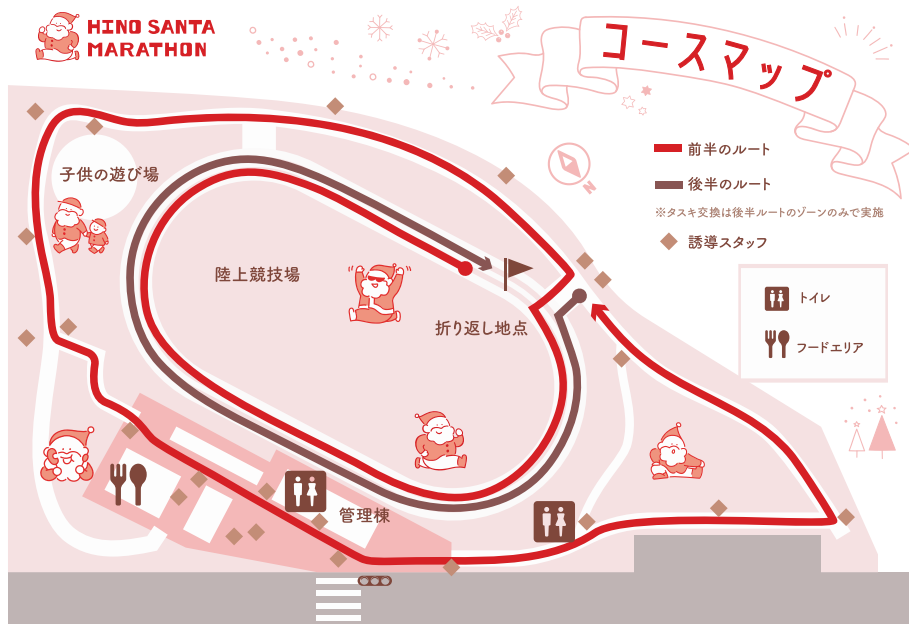 HINO SANTA
MARATHON
コースマップ
前半のルート
後半のルート
※タスキ交換は後半ルートのゾーンのみで実施
誘導スタッフ
N
トイレ
フードエリア
子供の遊び場
陸上競技場
折り返し地点
管理棟